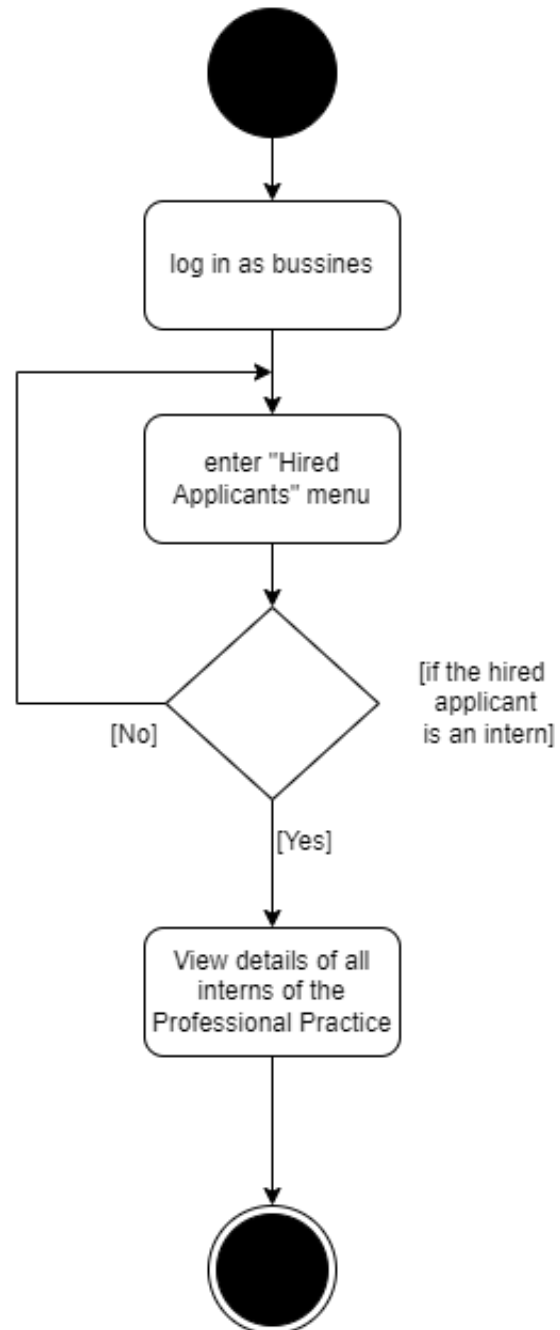 log in as bussines
enter "Hired
Applicants" menu
[if the hired
applicant
is an intern]
[No]
[Yes]
View details of all
interns of the
Professional Practice